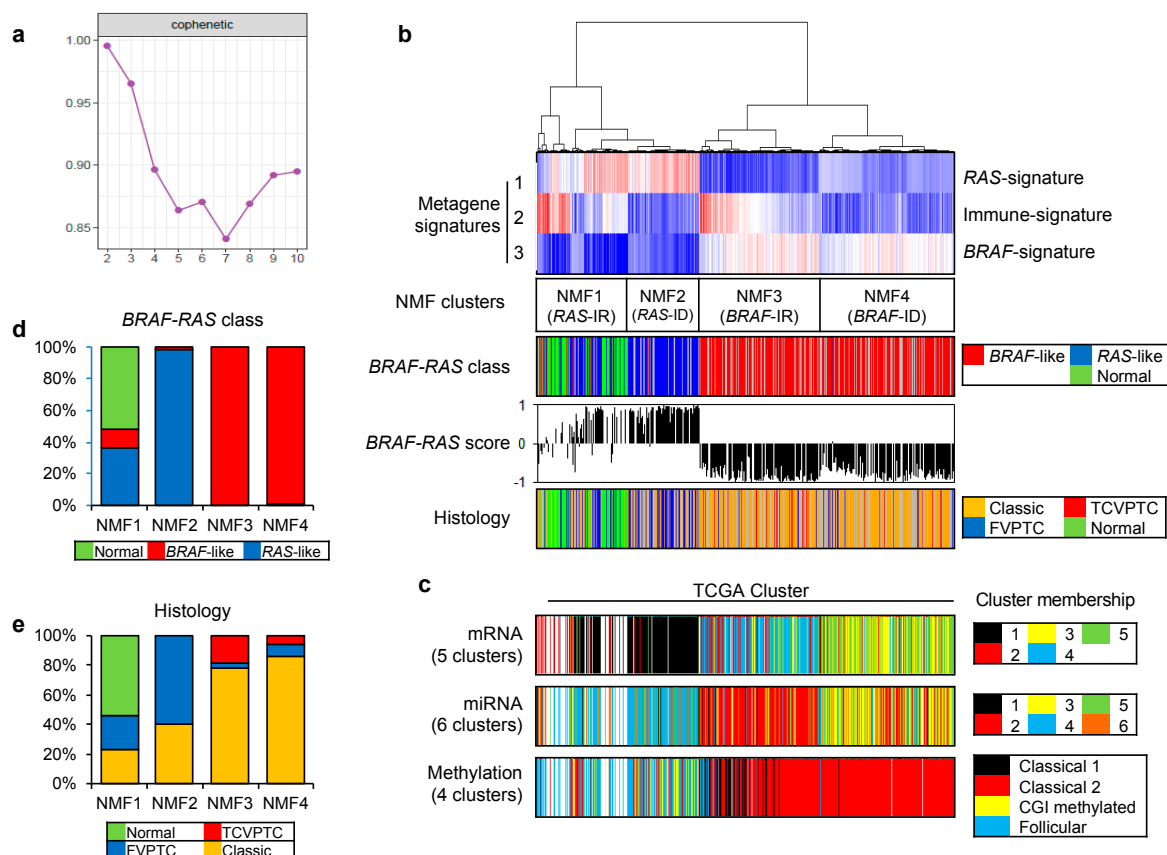 a
cophenetic
1.00
0.95
0.90
0.85
2 3 4 5 6 7 8 9 10
b
Metagene
signatures
1
2
3
RAS-signature
Immune-signature
BRAF-signature
NMF clusters
NMF1
(RAS-IR)
NMF2
(RAS-ID)
NMF3
(BRAF-IR)
NMF4
(BRAF-ID)
BRAF-RAS class
BRAF-like RAS-like
Normal
BRAF-RAS score
1
0
-1
Histology
Classic TCVPTC
FVPTC Normal
c
TCGA Cluster
Cluster membership
mRNA
(5 clusters)
1 3 5
2 4
miRNA
(6 clusters)
1 3 5
2 4 6
Methylation
(4 clusters)
Classical 1
Classical 2
CGI methylated
Follicular
d
BRAF-RAS class
100%
80%
60%
40%
20%
0%
NMF1 NMF2 NMF3 NMF4
Normal BRAF-like RAS-like
e
Histology
100%
80%
60%
40%
20%
0%
NMF1 NMF2 NMF3 NMF4
Normal TCVPTC
FVPTC Classic